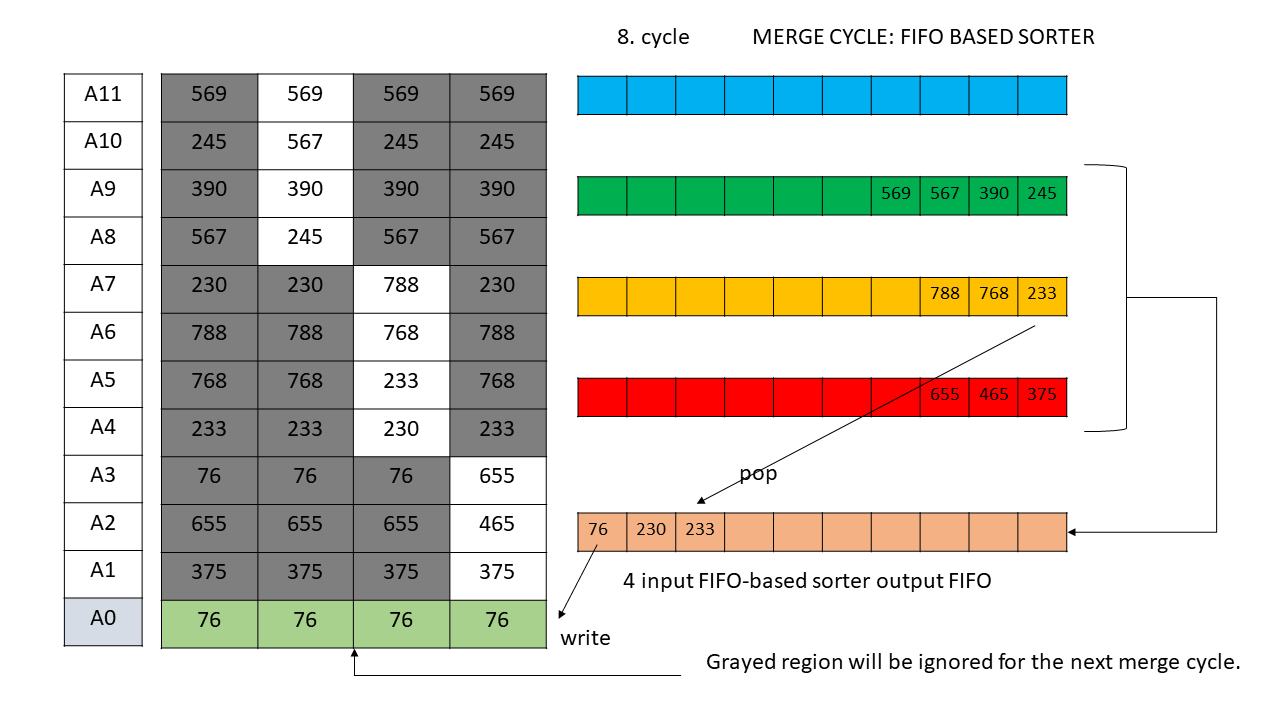 8. cycle MERGE CYCLE: FIFO BASED SORTER
A11 569 569 569 569
A10 245 567 245 245
A9 390 390 390 390 569 567 390 245
A8 567 245 567 567
A7 230 230 788 230 788 768 233
A6 788 788 768 788
A5 768 768 233 768 655 465 375
A4 233 233 230 233
A3 76 76 76 655 pop
A2 655 655 655 465 76 230 233
A1 375 375 375 375 4 input FIFO-based sorter output FIFO
A0 76 76 76 76
write
Grayed region will be ignored for the next merge cycle.